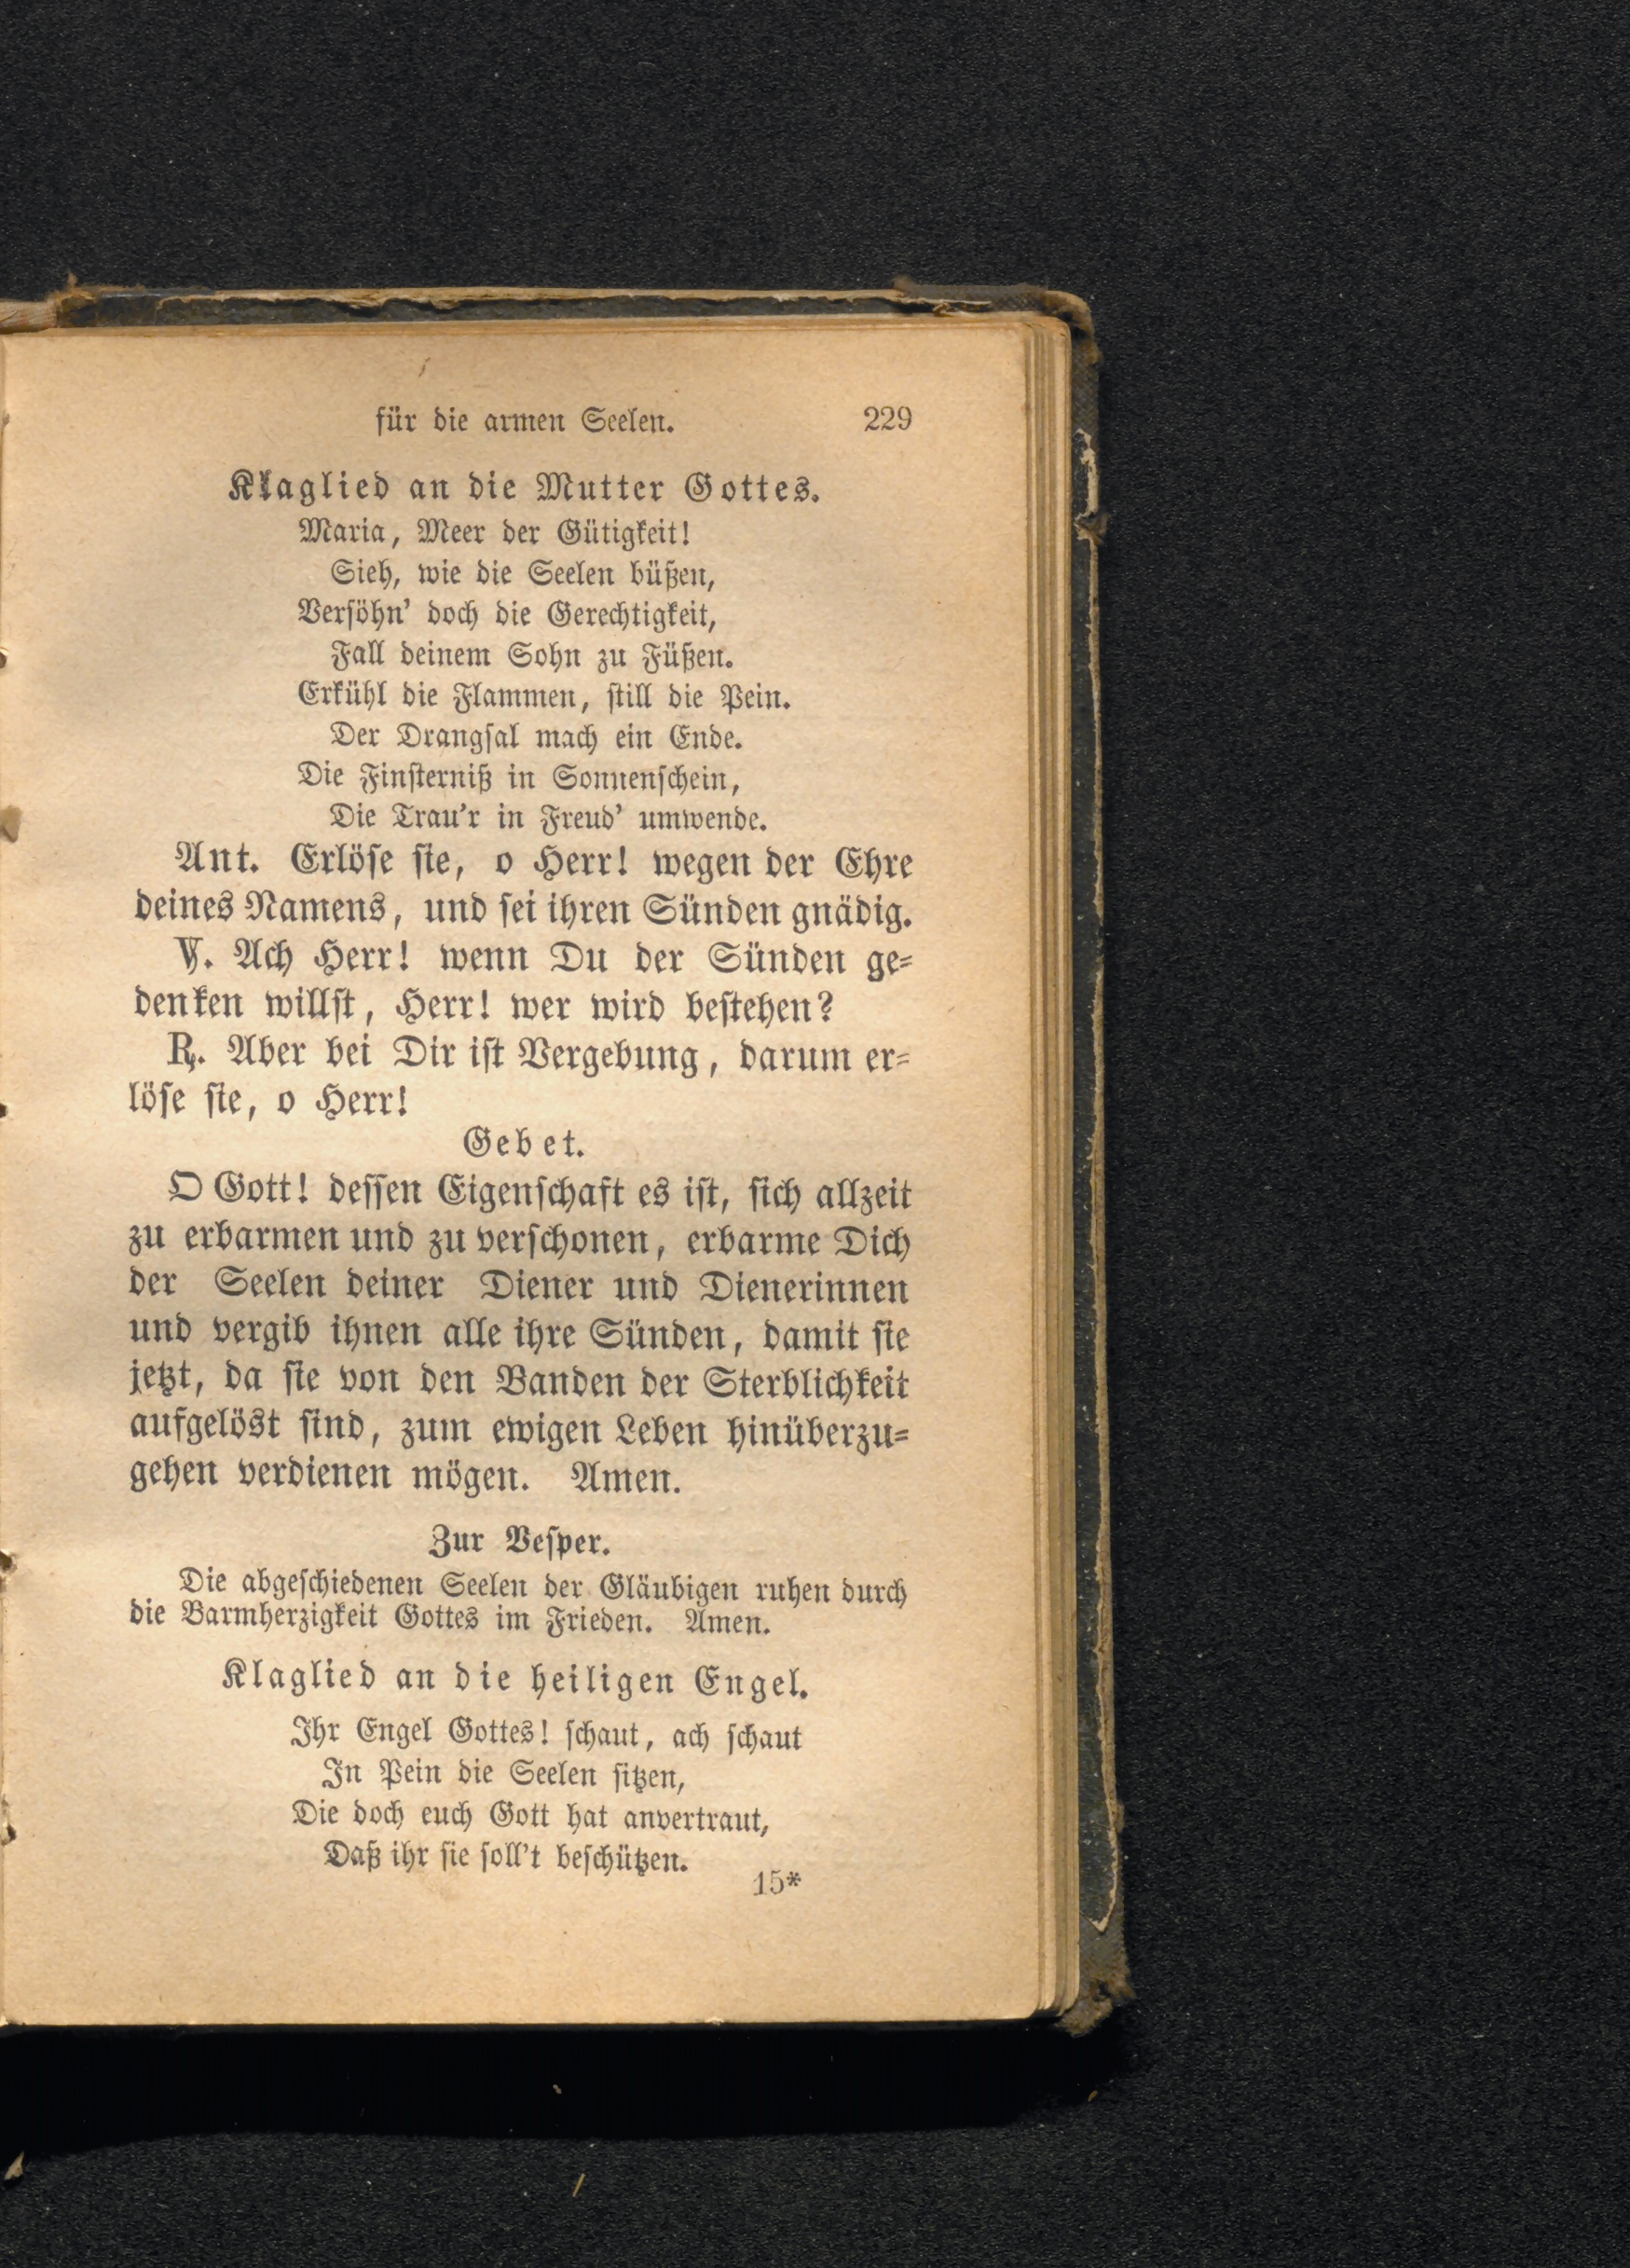 für die armen Seelen. 229
Klaglied an die Mutter Gottes.
Maria, Meer der Gütigkeit!
Sieh, wie die Seelen büßen,
Versöhn' doch die Gerechtigkeit,
Fall deinem Sohn zu Füßen.
Erkühl die Flammen, still die Pein.
Der Drangsal mach ein Ende.
Die Finsterniß in Sonnenschein,
Die Trau'r in Freud' umwende.
Ant. Erlöse sie, o Herr! wegen der Ehre
deines Namens, und sei ihren Sünden gnädig.
℣. Ach Herr! wenn Du der Sünden ge-
denken willst, Herr! wer wird bestehen?
℟. Aber bei Dir ist Vergebung, darum er-
löse sie, o Herr!
Gebet.
O Gott! dessen Eigenschaft es ist, sich allzeit
zu erbarmen und zu verschonen, erbarme Dich
der Seelen deiner Diener und Dienerinnen
und vergib ihnen alle ihre Sünden, damit sie
jetzt, da sie von den Banden der Sterblichkeit
aufgelöst sind, zum ewigen Leben hinüberzu-
gehen verdienen mögen. Amen.
Zur Vesper.
Die abgeschiedenen Seelen der Gläubigen ruhen durch
die Barmherzigkeit Gottes im Frieden. Amen.
Klaglied an die heiligen Engel.
Ihr Engel Gottes! schaut, ach schaut
In Pein die Seelen sitzen,
Die doch euch Gott hat anvertraut,
Daß ihr sie soll't beschützen.
15*